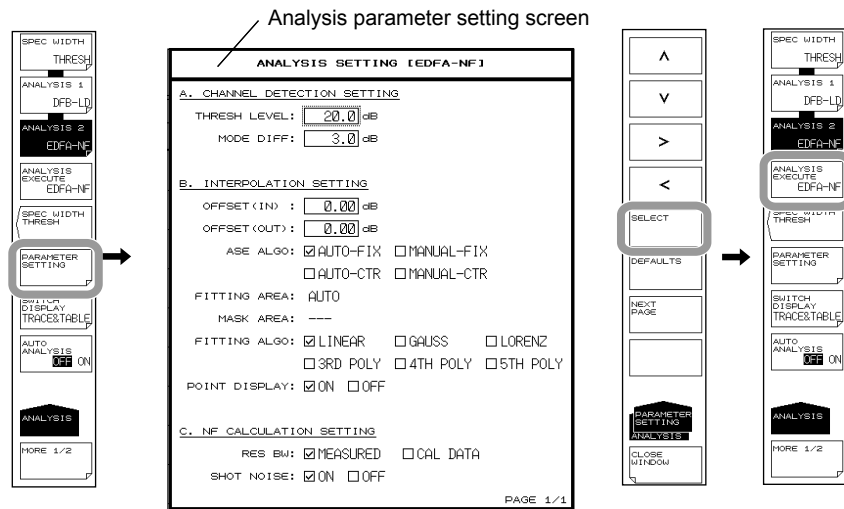 Analysis parameter setting screen
SPEC WIDTH
THRESH
ANALYSIS 1
DFB-LD
ANALYSIS 2
EDFA-NF
ANALYSIS
EXECUTE
EDFA-NF
SPEC WIDTH
THRESH
PARAMETER
SETTING
SWITCH
DISPLAY
TRACE&TABLE
AUTO
ANALYSIS
OFF ON
ANALYSIS
MORE 1/2
ANALYSIS SETTING [EDFA-NF]
A. CHANNEL DETECTION SETTING
THRESH LEVEL: 20.0 dB
MODE DIFF: 3.0 dB
B. INTERPOLATION SETTING
OFFSET(IN) : 0.00 dB
OFFSET(OUT): 0.00 dB
ASE ALGO: ☑AUTO-FIX ☐MANUAL-FIX
☐AUTO-CTR ☐MANUAL-CTR
FITTING AREA: AUTO
MASK AREA: ---
FITTING ALGO: ☑LINEAR ☐GAUSS ☐LORENZ
☐3RD POLY ☐4TH POLY ☐5TH POLY
POINT DISPLAY: ☑ON ☐OFF
C. NF CALCULATION SETTING
RES BW: ☑MEASURED ☐CAL DATA
SHOT NOISE: ☑ON ☐OFF
PAGE 1/1
SELECT
DEFAULTS
NEXT
PAGE
PARAMETER
SETTING
ANALYSIS
CLOSE
WINDOW
SPEC WIDTH
THRESH
ANALYSIS 1
DFB-LD
ANALYSIS 2
EDFA-NF
ANALYSIS
EXECUTE
EDFA-NF
SPEC WIDTH
THRESH
PARAMETER
SETTING
SWITCH
DISPLAY
TRACE&TABLE
AUTO
ANALYSIS
OFF ON
ANALYSIS
MORE 1/2